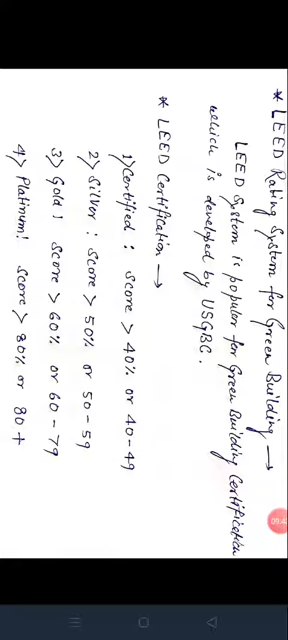 * LEED Rating System for Green Building →
LEED System is populer for Green Building Certification
which is developed by USGBC.
* LEED Certification →
1) Certified : Score > 40% or 40-49
2) Silver : Score > 50% or 50-59
3) Gold : Score > 60% or 60-79
4) Platinum : Score > 80% or 80+